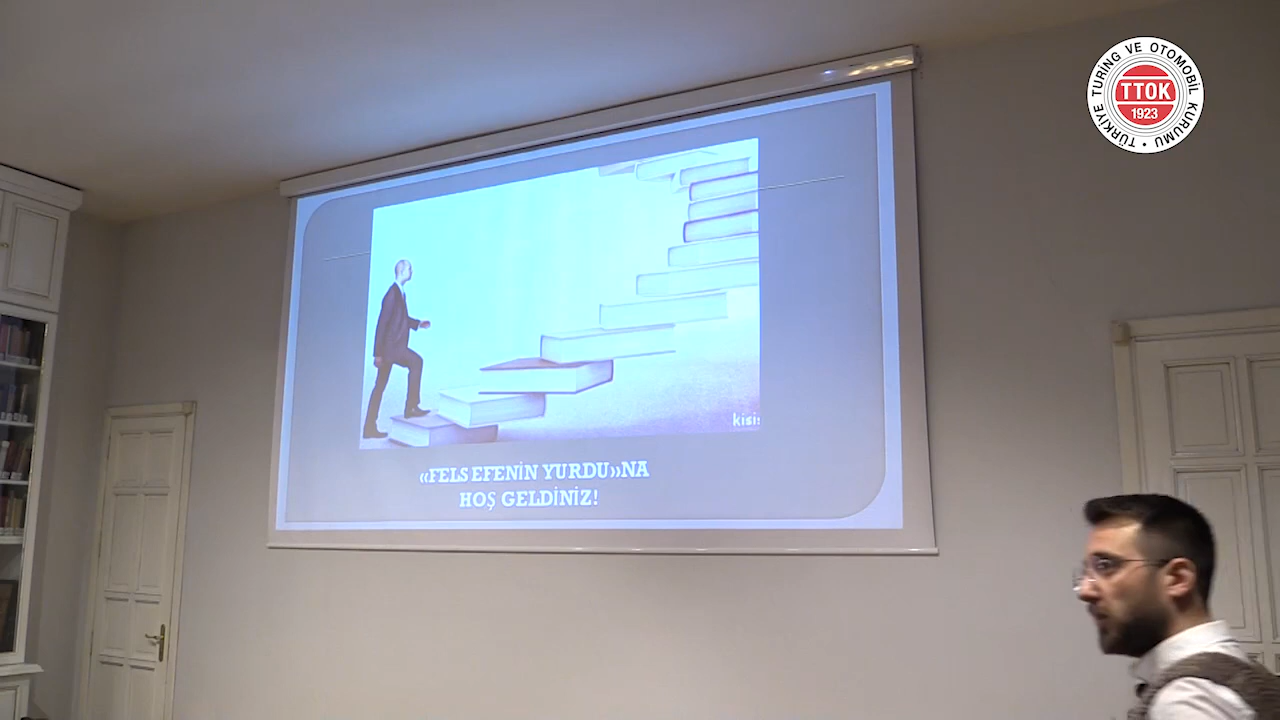 TÜRKİYE TURİNG VE OTOMOBİL KURUMU •
TTOK
1923
kisi
«FELSEFENİN YURDU»NA
HOŞ GELDİNİZ!